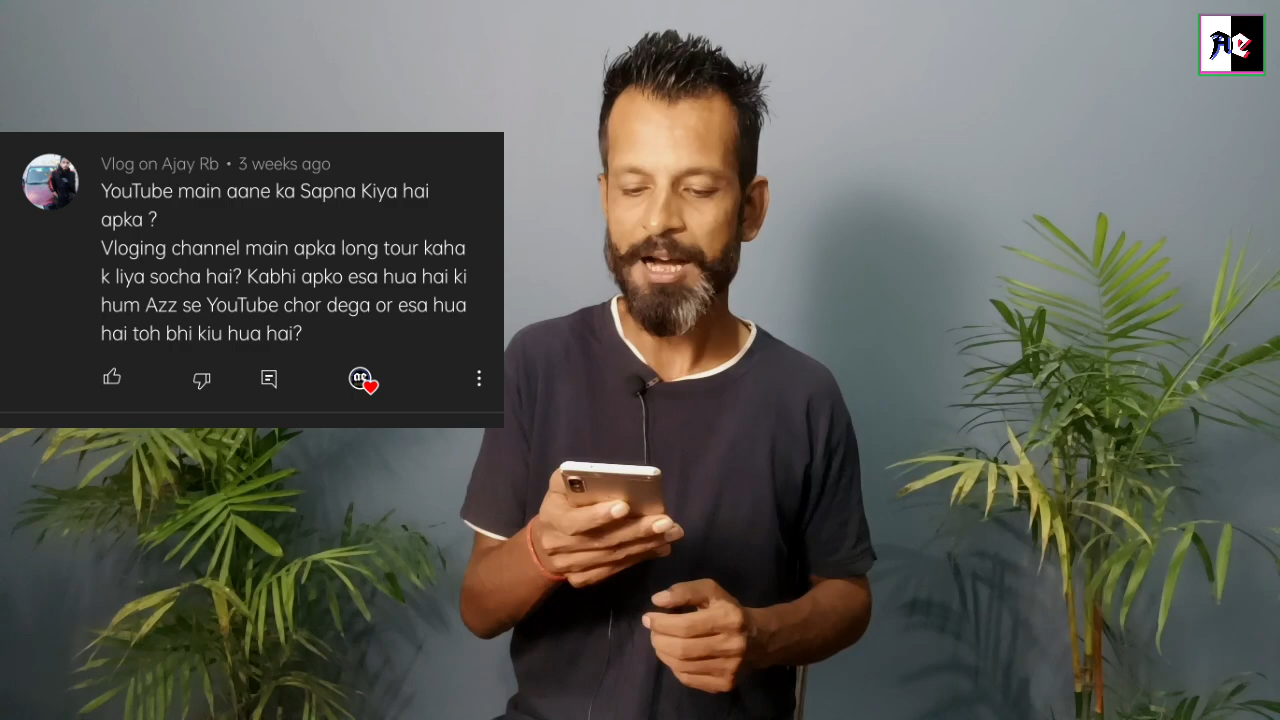 Ae
Vlog on Ajay Rb • 3 weeks ago
YouTube main aane ka Sapna Kiya hai
apka ?
Vloging channel main apka long tour kaha
k liya socha hai? Kabhi apko esa hua hai ki
hum Azz se YouTube chor dega or esa hua
hai toh bhi kiu hua hai?
ae